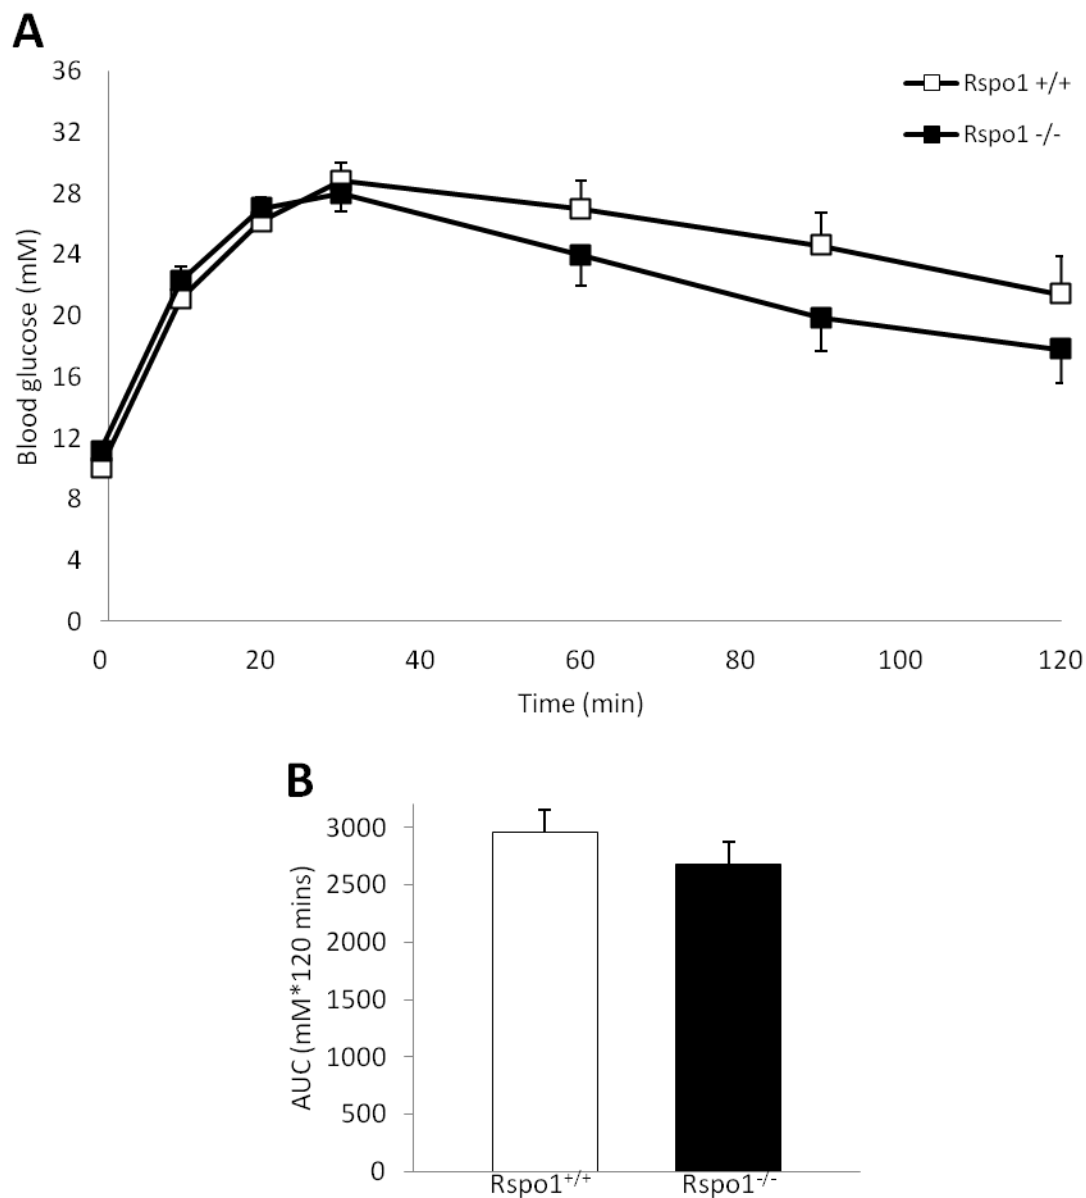 A
36
32
28
24
20
16
12
8
4
0
Blood glucose (mM)
Rspo1 +/+
Rspo1 -/-
0 20 40 60 80 100 120
Time (min)
B
3000
2500
2000
1500
1000
500
0
AUC (mM*120 mins)
Rspo1+/+ Rspo1-/-